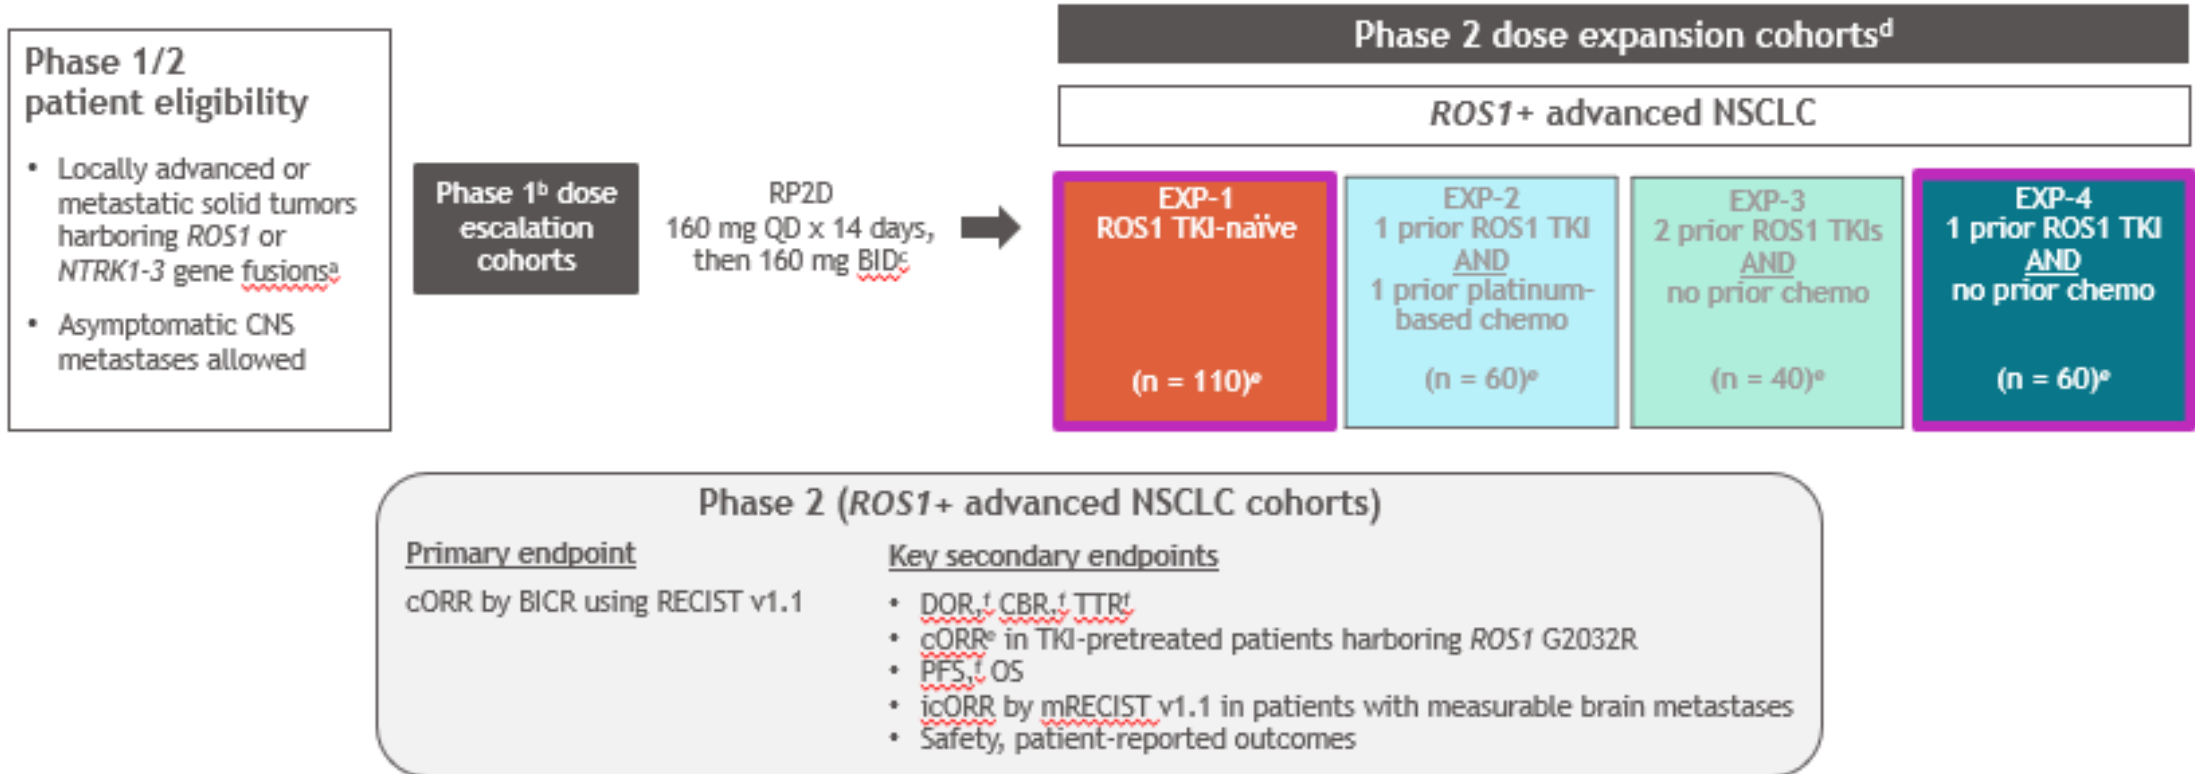 Phase 1/2
patient eligibility
• Locally advanced or
metastatic solid tumors
harboring ROS1 or
NTRK1-3 gene fusionsᵃ
• Asymptomatic CNS
metastases allowed
Phase 1ᵇ dose
escalation
cohorts
RP2D
160 mg QD x 14 days,
then 160 mg BIDᶜ
Phase 2 dose expansion cohortsᵈ
ROS1+ advanced NSCLC
EXP-1
ROS1 TKI-naïve
(n = 110)ᵉ
EXP-2
1 prior ROS1 TKI
AND
1 prior platinum-
based chemo
(n = 60)ᵉ
EXP-3
2 prior ROS1 TKIs
AND
no prior chemo
(n = 40)ᵉ
EXP-4
1 prior ROS1 TKI
AND
no prior chemo
(n = 60)ᵉ
Phase 2 (ROS1+ advanced NSCLC cohorts)
Primary endpoint
cORR by BICR using RECIST v1.1
Key secondary endpoints
• DOR,ᶠ CBR,ᶠ TTRᶠ
• cORRᵉ in TKI-pretreated patients harboring ROS1 G2032R
• PFS,ᶠ OS
• icORR by mRECIST v1.1 in patients with measurable brain metastases
• Safety, patient-reported outcomes